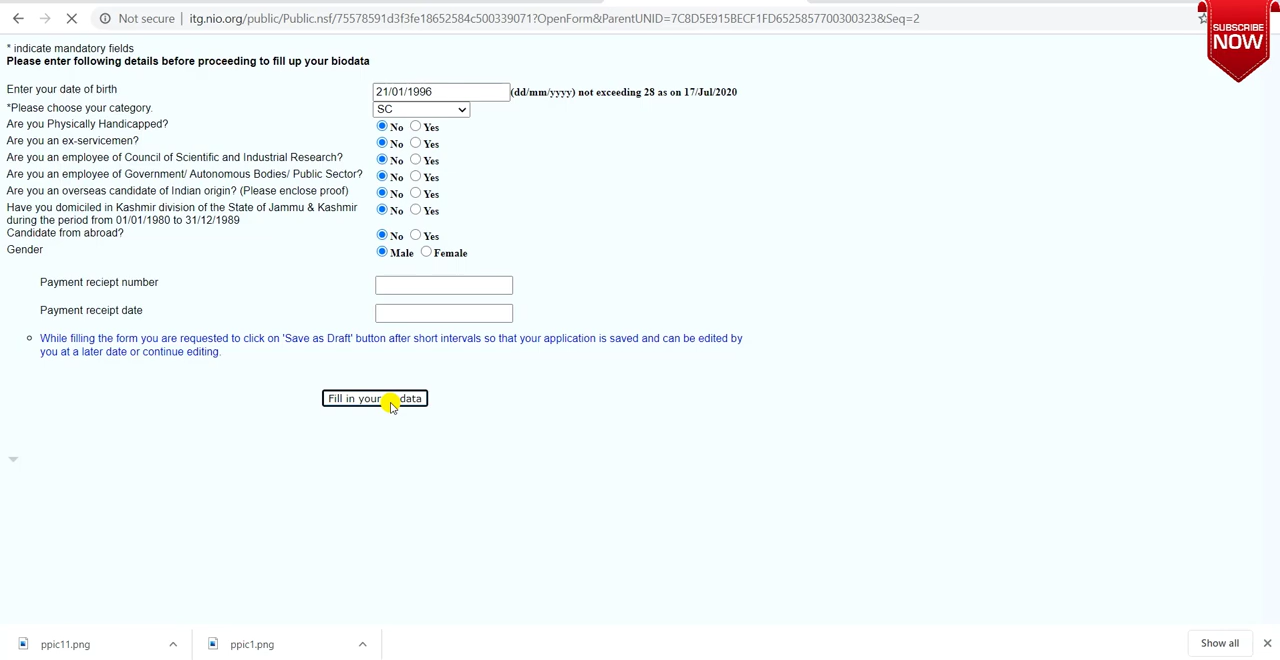 Not secure | itg.nio.org/public/Public.nsf/75578591d3f3fe18652584c500339071?OpenForm&ParentUNID=7C8D5E915BECF1FD6525857700300323&Seq=2
SUBSCRIBE
NOW
* indicate mandatory fields
Please enter following details before proceeding to fill up your biodata
Enter your date of birth 21/01/1996 (dd/mm/yyyy) not exceeding 28 as on 17/Jul/2020
*Please choose your category. SC
Are you Physically Handicapped? No Yes
Are you an ex-servicemen? No Yes
Are you an employee of Council of Scientific and Industrial Research? No Yes
Are you an employee of Government/ Autonomous Bodies/ Public Sector? No Yes
Are you an overseas candidate of Indian origin? (Please enclose proof) No Yes
Have you domiciled in Kashmir division of the State of Jammu & Kashmir No Yes
during the period from 01/01/1980 to 31/12/1989
Candidate from abroad? No Yes
Gender Male Female
Payment reciept number
Payment receipt date
While filling the form you are requested to click on 'Save as Draft' button after short intervals so that your application is saved and can be edited by
you at a later date or continue editing.
Fill in your data
ppic11.png
ppic1.png
Show all